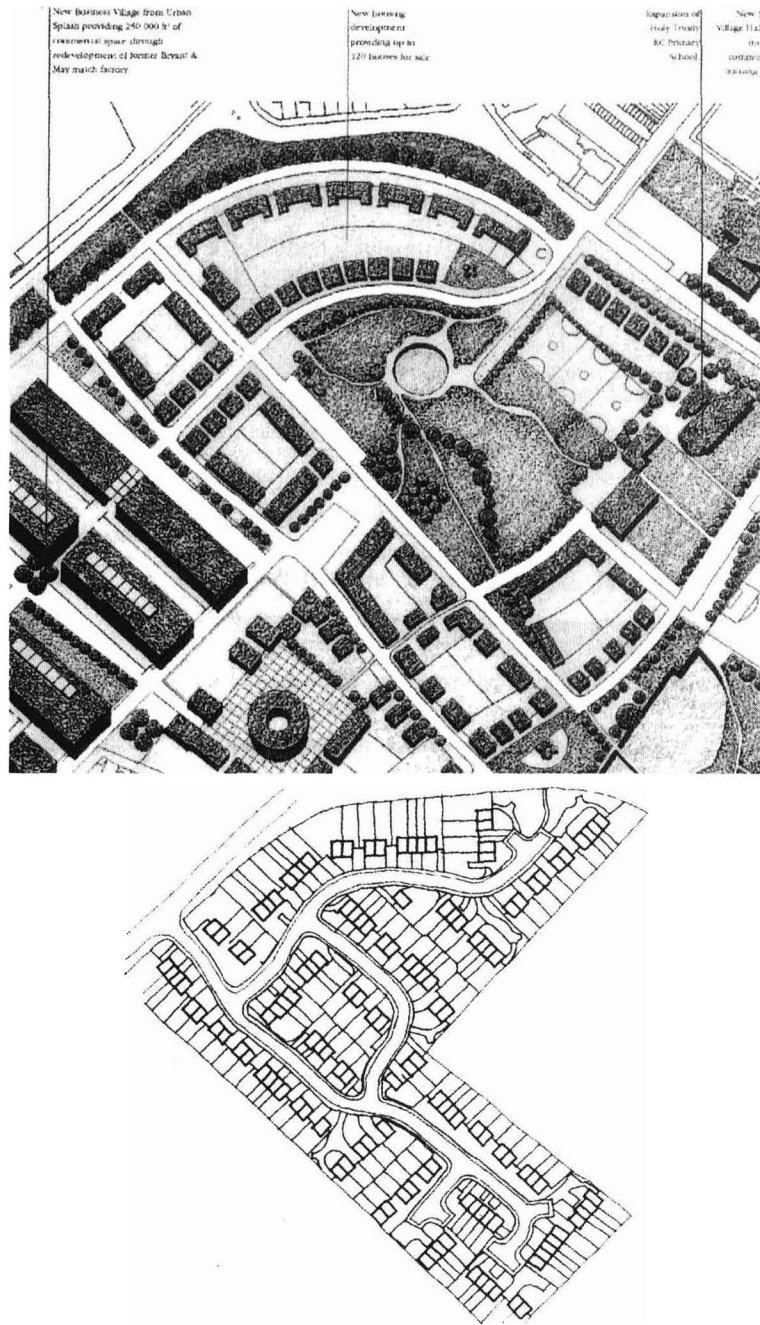 New Business Village from Urban
Splash providing 250 000 ft² of
commercial space through
redevelopment of former Bryant &
May match factory
New housing
development
providing up to
120 houses for sale
Expansion of
Holy Trinity
RC Primary
School
New
Village Hal